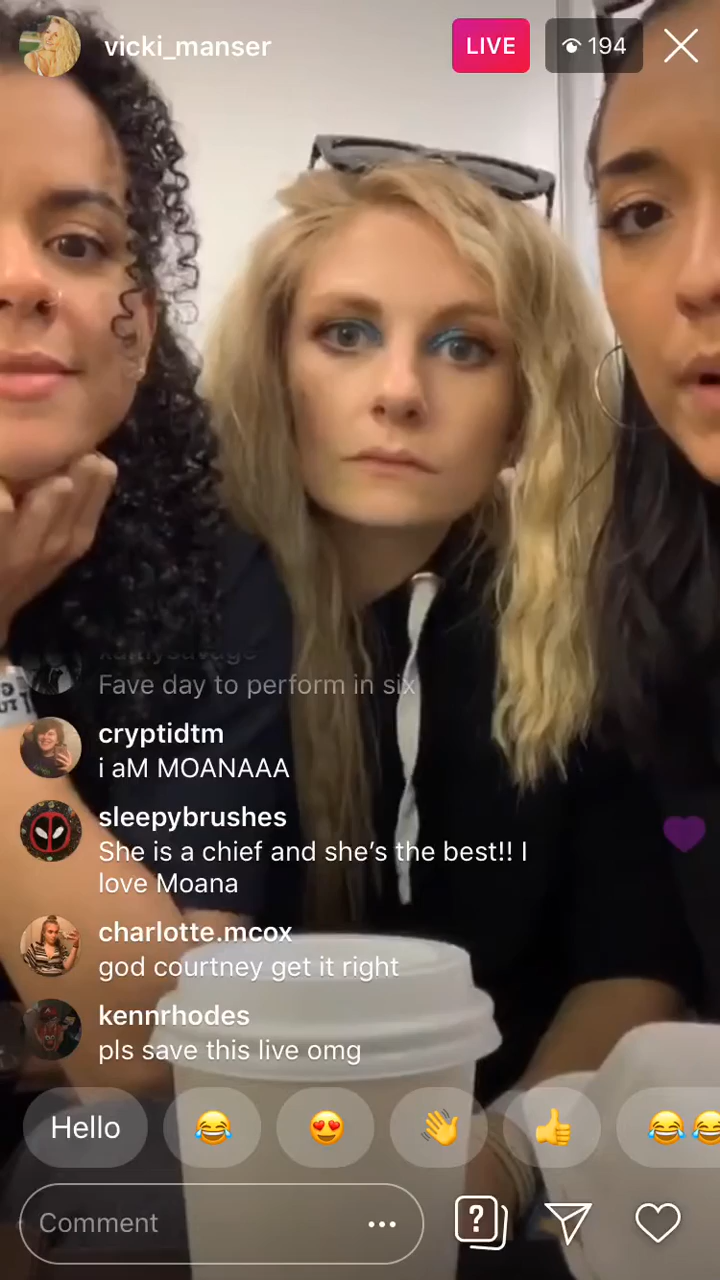 vicki_manser
LIVE
194
Fave day to perform in six
cryptidtm
i aM MOANAAA
sleepybrushes
She is a chief and she's the best!! I
love Moana
charlotte.mcox
god courtney get it right
kennrhodes
pls save this live omg
Hello
Comment
?